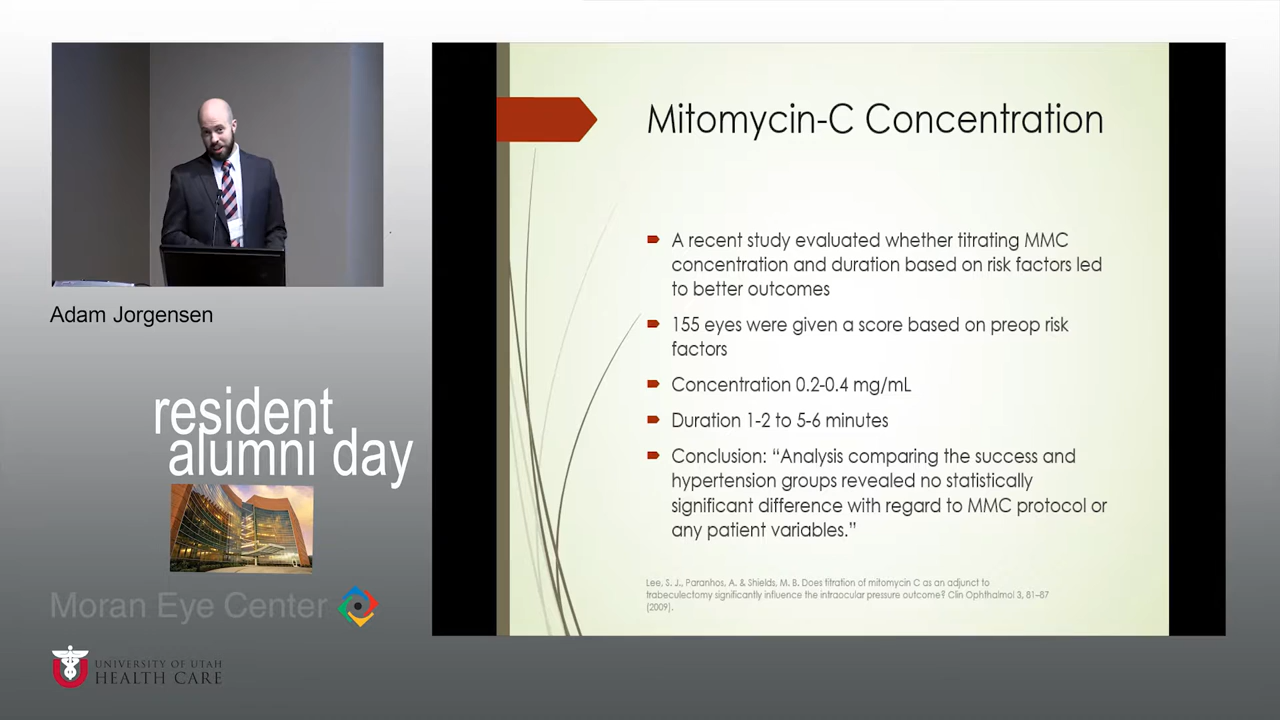 Mitomycin-C Concentration
A recent study evaluated whether titrating MMC
concentration and duration based on risk factors led
to better outcomes
155 eyes were given a score based on preop risk
factors
Concentration 0.2-0.4 mg/mL
Duration 1-2 to 5-6 minutes
Conclusion: “Analysis comparing the success and
hypertension groups revealed no statistically
significant difference with regard to MMC protocol or
any patient variables.”
Lee, S. J., Paranhos, A. & Shields, M. B. Does titration of mitomycin C as an adjunct to
trabeculectomy significantly influence the intraocular pressure outcome? Clin Ophthalmol 3, 81–87
(2009).
Adam Jorgensen
resident
alumni day
Moran Eye Center
UNIVERSITY OF UTAH
HEALTH CARE